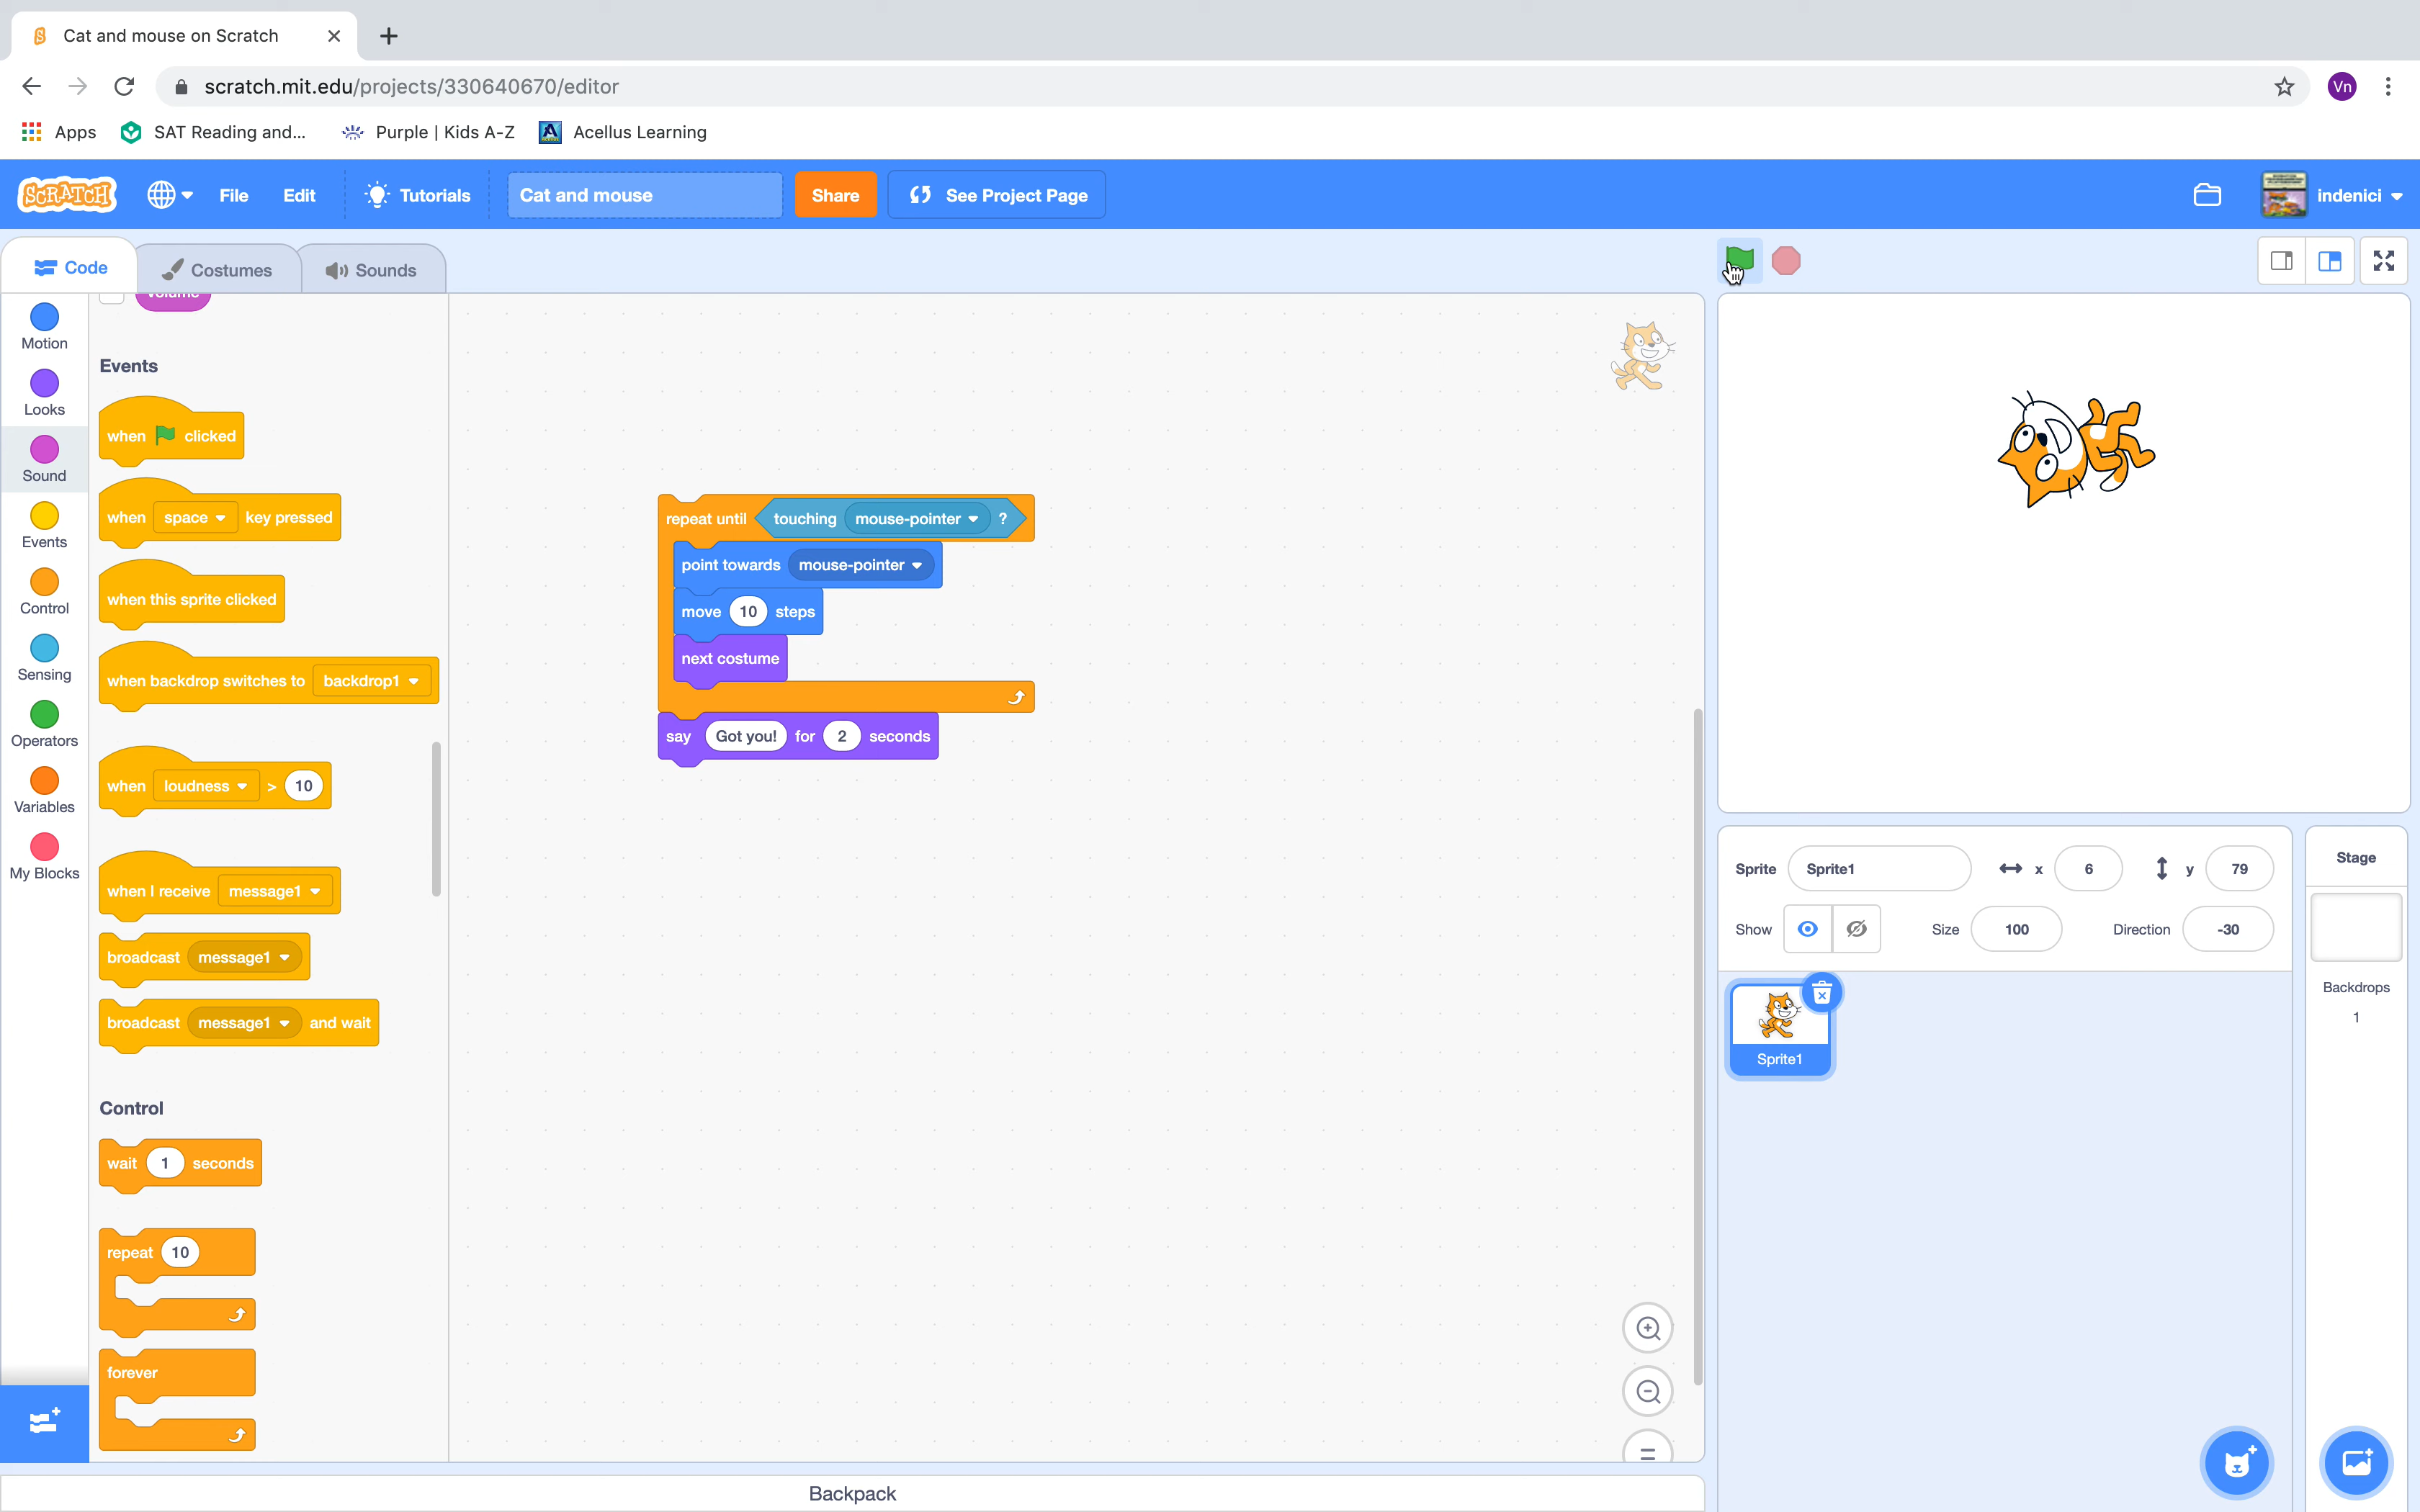 Cat and mouse on Scratch
scratch.mit.edu/projects/330640670/editor
Vn
Apps
SAT Reading and...
Purple | Kids A-Z
Acellus Learning
SCRATCH
File
Edit
Tutorials
Cat and mouse
Share
See Project Page
indenici
Code
Costumes
Sounds
Motion
Looks
Sound
Events
Control
Sensing
Operators
Variables
My Blocks
volume
Events
when clicked
when space key pressed
when this sprite clicked
when backdrop switches to backdrop1
when loudness > 10
when I receive message1
broadcast message1
broadcast message1 and wait
Control
wait 1 seconds
repeat 10
forever
repeat until touching mouse-pointer ?
point towards mouse-pointer
move 10 steps
next costume
say Got you! for 2 seconds
Backpack
Sprite Sprite1 x 6 y 79
Show Size 100 Direction -30
Sprite1
Stage
Backdrops
1